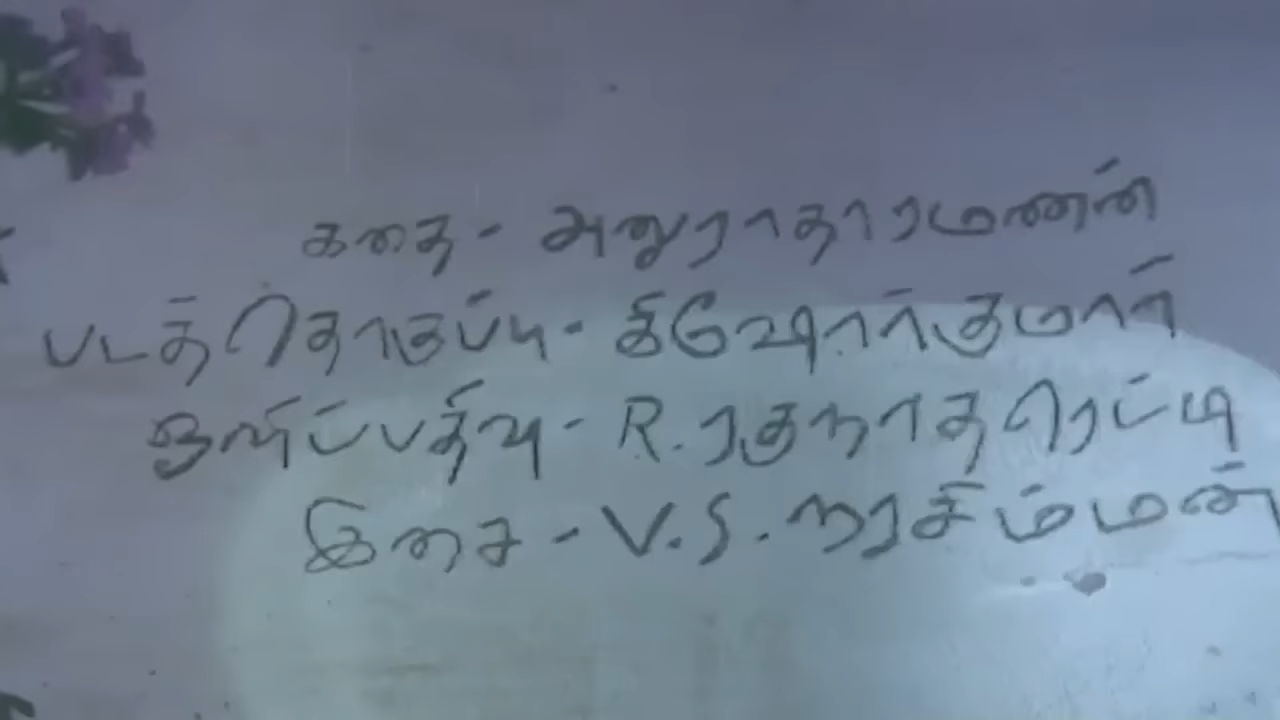 கதை - அனுராதாரமணன்
படத்தொகுப்பு - கிஷோர்குமார்
ஒளிப்பதிவு - R. ரகுநாதரெட்டி
இசை - V.S. நரசிம்மன்